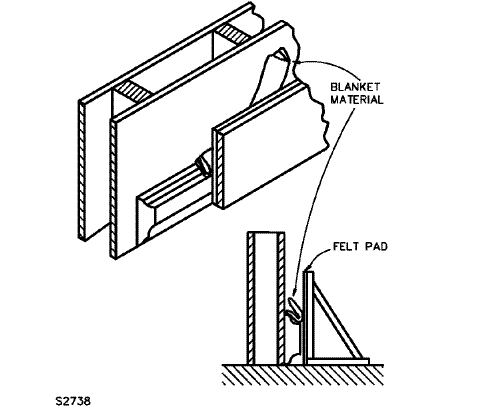 BLANKET
MATERIAL
FELT PAD
S2738